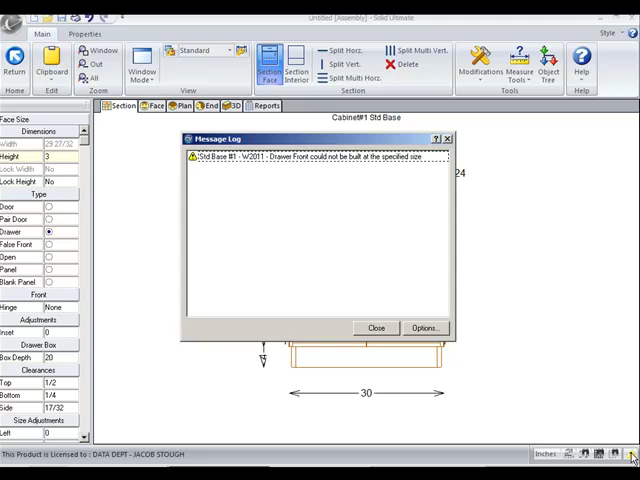 Untitled [Assembly] - Solid Ultimate
Main
Properties
Style
Return
Home
Clipboard
Edit
Window
Out
All
Zoom
Window Mode
Standard
View
Section Face
Section Interior
Split Horz.
Split Vert.
Split Multi Horz.
Split Multi Vert.
Delete
Modifications
Measure Tools
Object Tree
Tools
Help
Help
Section
Face
Plan
End
3D
Reports
Face Size
Dimensions
Width 29 27/32
Height 3
Lock Width No
Lock Height No
Type
Door
Pair Door
Drawer
False Front
Open
Panel
Blank Panel
Front
Hinge None
Adjustments
Inset 0
Drawer Box
Box Depth 20
Clearances
Top 1/2
Bottom 1/4
Side 17/32
Size Adjustments
Left 0
Cabinet#1 Std Base
24
Message Log
Std Base #1 - W2011 - Drawer Front could not be built at the specified size
Close
Options...
30
This Product is Licensed to : DATA DEPT - JACOB STOUGH
Inches